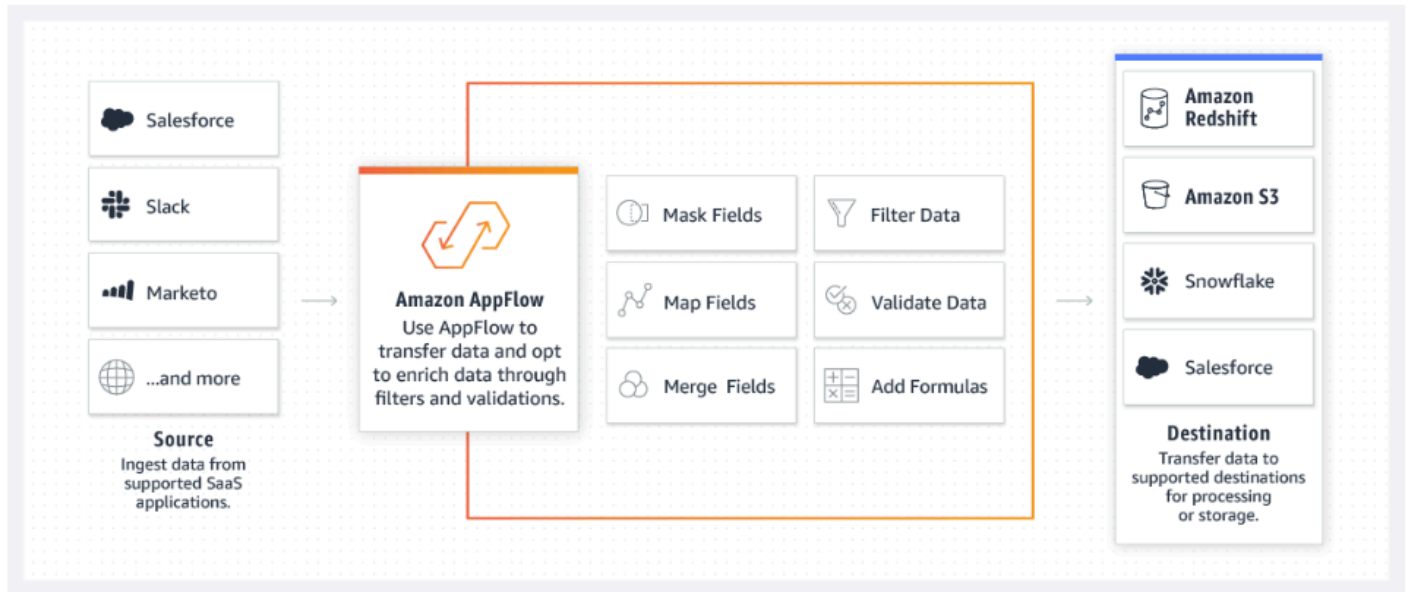 Salesforce
Slack
Marketo
...and more
Source
Ingest data from
supported SaaS
applications.
Amazon AppFlow
Use AppFlow to
transfer data and opt
to enrich data through
filters and validations.
Mask Fields
Filter Data
Map Fields
Validate Data
Merge Fields
Add Formulas
Amazon
Redshift
Amazon S3
Snowflake
Salesforce
Destination
Transfer data to
supported destinations
for processing
or storage.